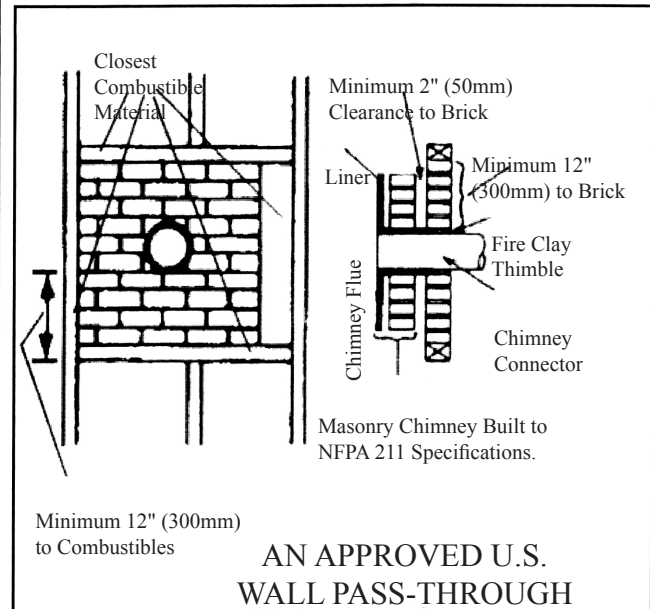 Closest
Combustible
Material
Minimum 2" (50mm)
Clearance to Brick
Liner
Minimum 12"
(300mm) to Brick
Fire Clay
Thimble
Chimney Flue
Chimney
Connector
Masonry Chimney Built to
NFPA 211 Specifications.
Minimum 12" (300mm)
to Combustibles
AN APPROVED U.S.
WALL PASS-THROUGH